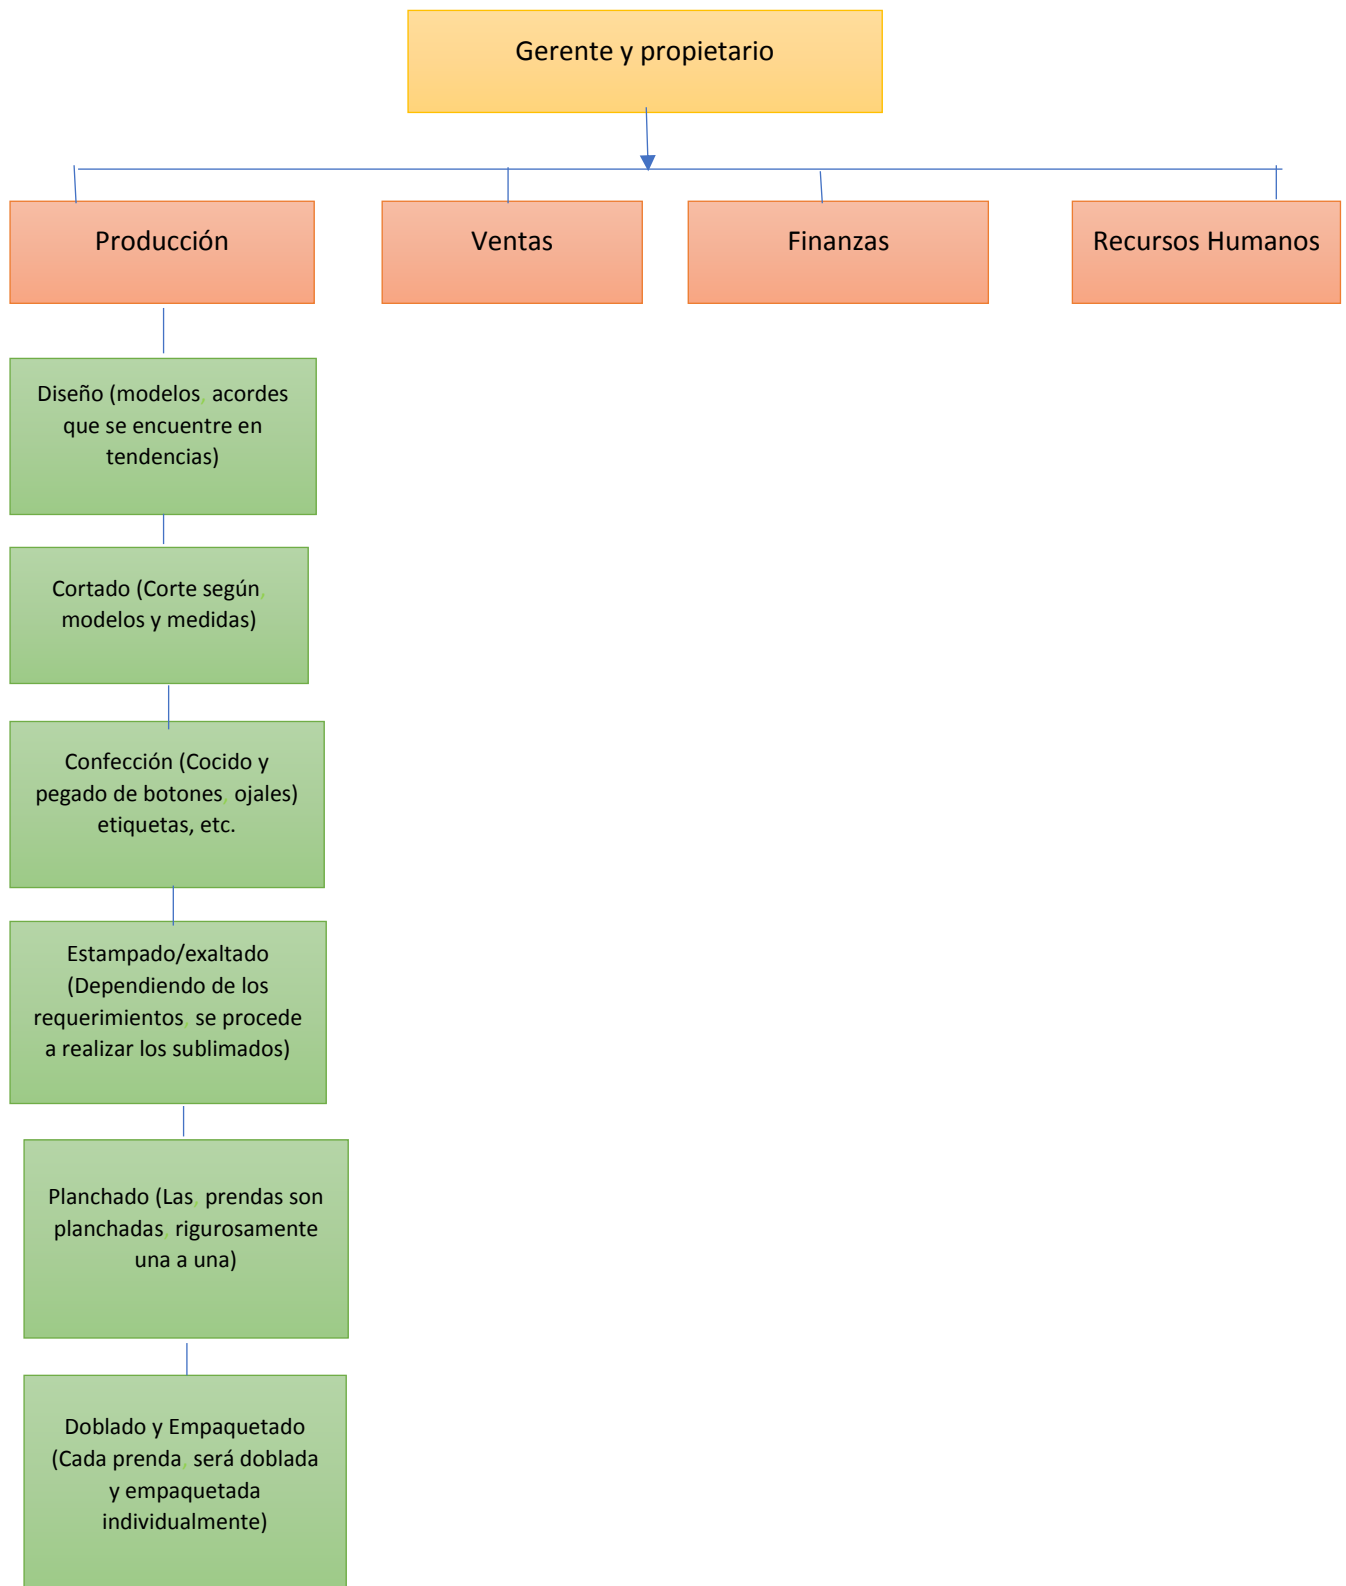 Gerente y propietario
Producción
Ventas
Finanzas
Recursos Humanos
Diseño (modelos, acordes
que se encuentre en
tendencias)
Cortado (Corte según,
modelos y medidas)
Confección (Cocido y
pegado de botones, ojales)
etiquetas, etc.
Estampado/exaltado
(Dependiendo de los
requerimientos, se procede
a realizar los sublimados)
Planchado (Las, prendas son
planchadas, rigurosamente
una a una)
Doblado y Empaquetado
(Cada prenda, será doblada
y empaquetada
individualmente)